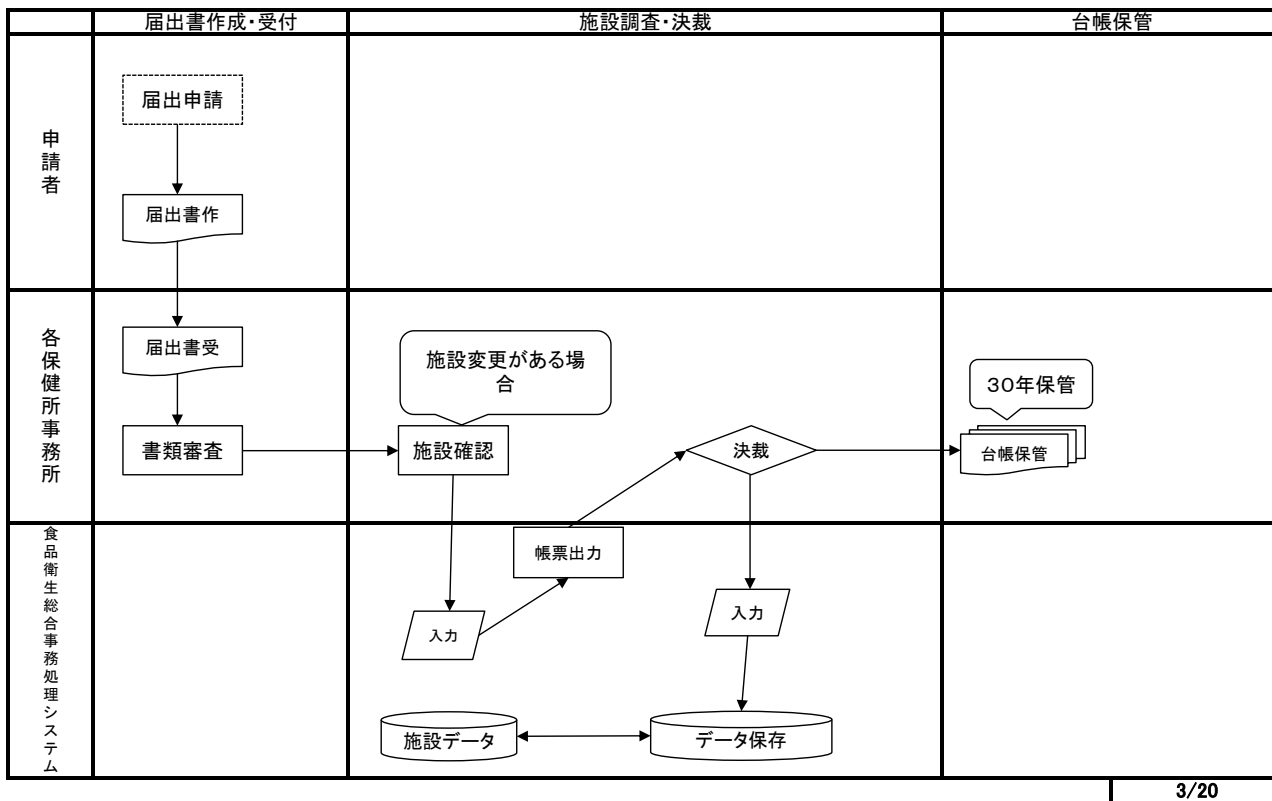 届出書作成・受付
施設調査・決裁
台帳保管
申請者
届出申請
届出書作
各保健所事務所
届出書受
書類審査
施設変更がある場
合
施設確認
決裁
30年保管
台帳保管
食品衛生総合事務処理システム
帳票出力
入力
入力
施設データ
データ保存
3/20